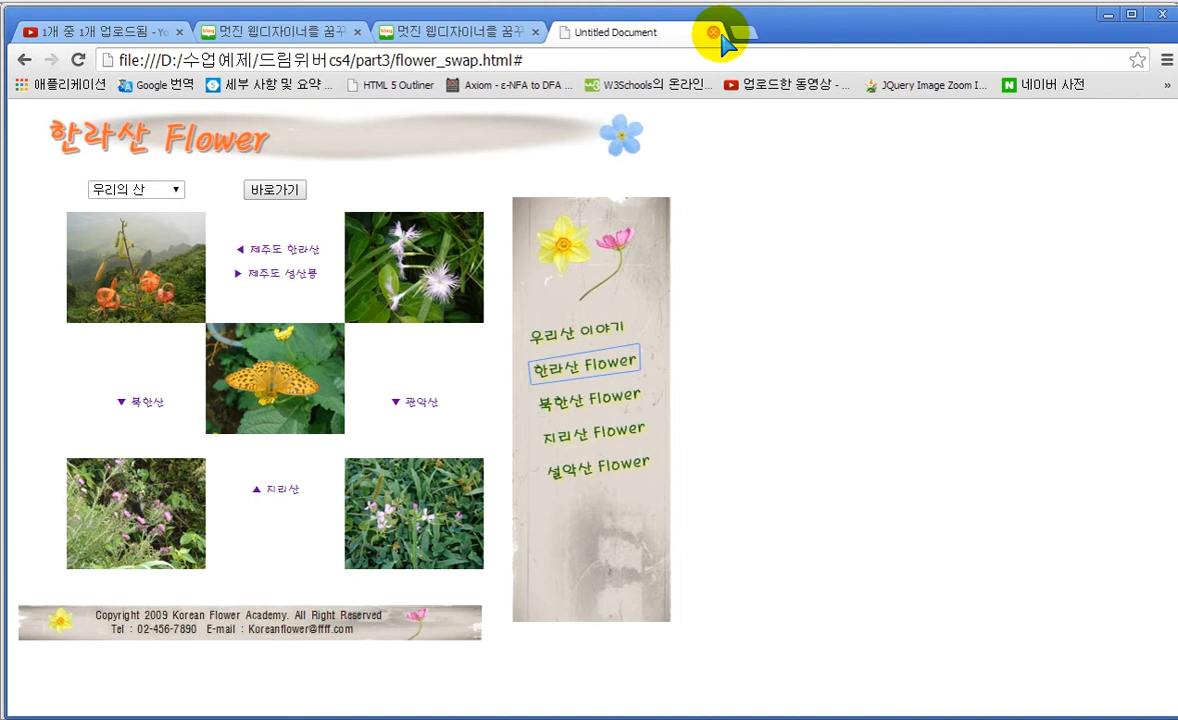 1개 중 1개 업로드됨 - Yo
멋진 웹디자이너를 꿈꾸
멋진 웹디자이너를 꿈꾸
Untitled Document
file:///D:/수업예제/드림위버cs4/part3/flower_swap.html#
애플리케이션
Google 번역
세부 사항 및 요약 ...
HTML 5 Outliner
Axiom - ε-NFA to DFA ...
W3Schools의 온라인...
업로드한 동영상 - ...
JQuery Image Zoom I...
네이버 사전
»
한라산 Flower
우리의 산
바로가기
◀ 제주도 한라산
▶ 제주도 성산봉
▼ 북한산
▼ 관악산
▲ 지리산
우리산 이야기
한라산 Flower
북한산 Flower
지리산 Flower
설악산 Flower
Copyright 2009 Korean Flower Academy. All Right Reserved
Tel : 02-456-7890 E-mail : Koreanflower@ffff.com